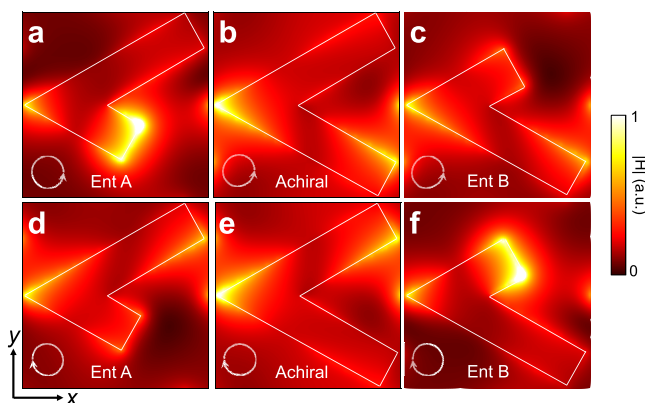 a b c
Ent A Achiral Ent B
1
|H| (a.u.)
0
d e f
Ent A Achiral Ent B
y
x